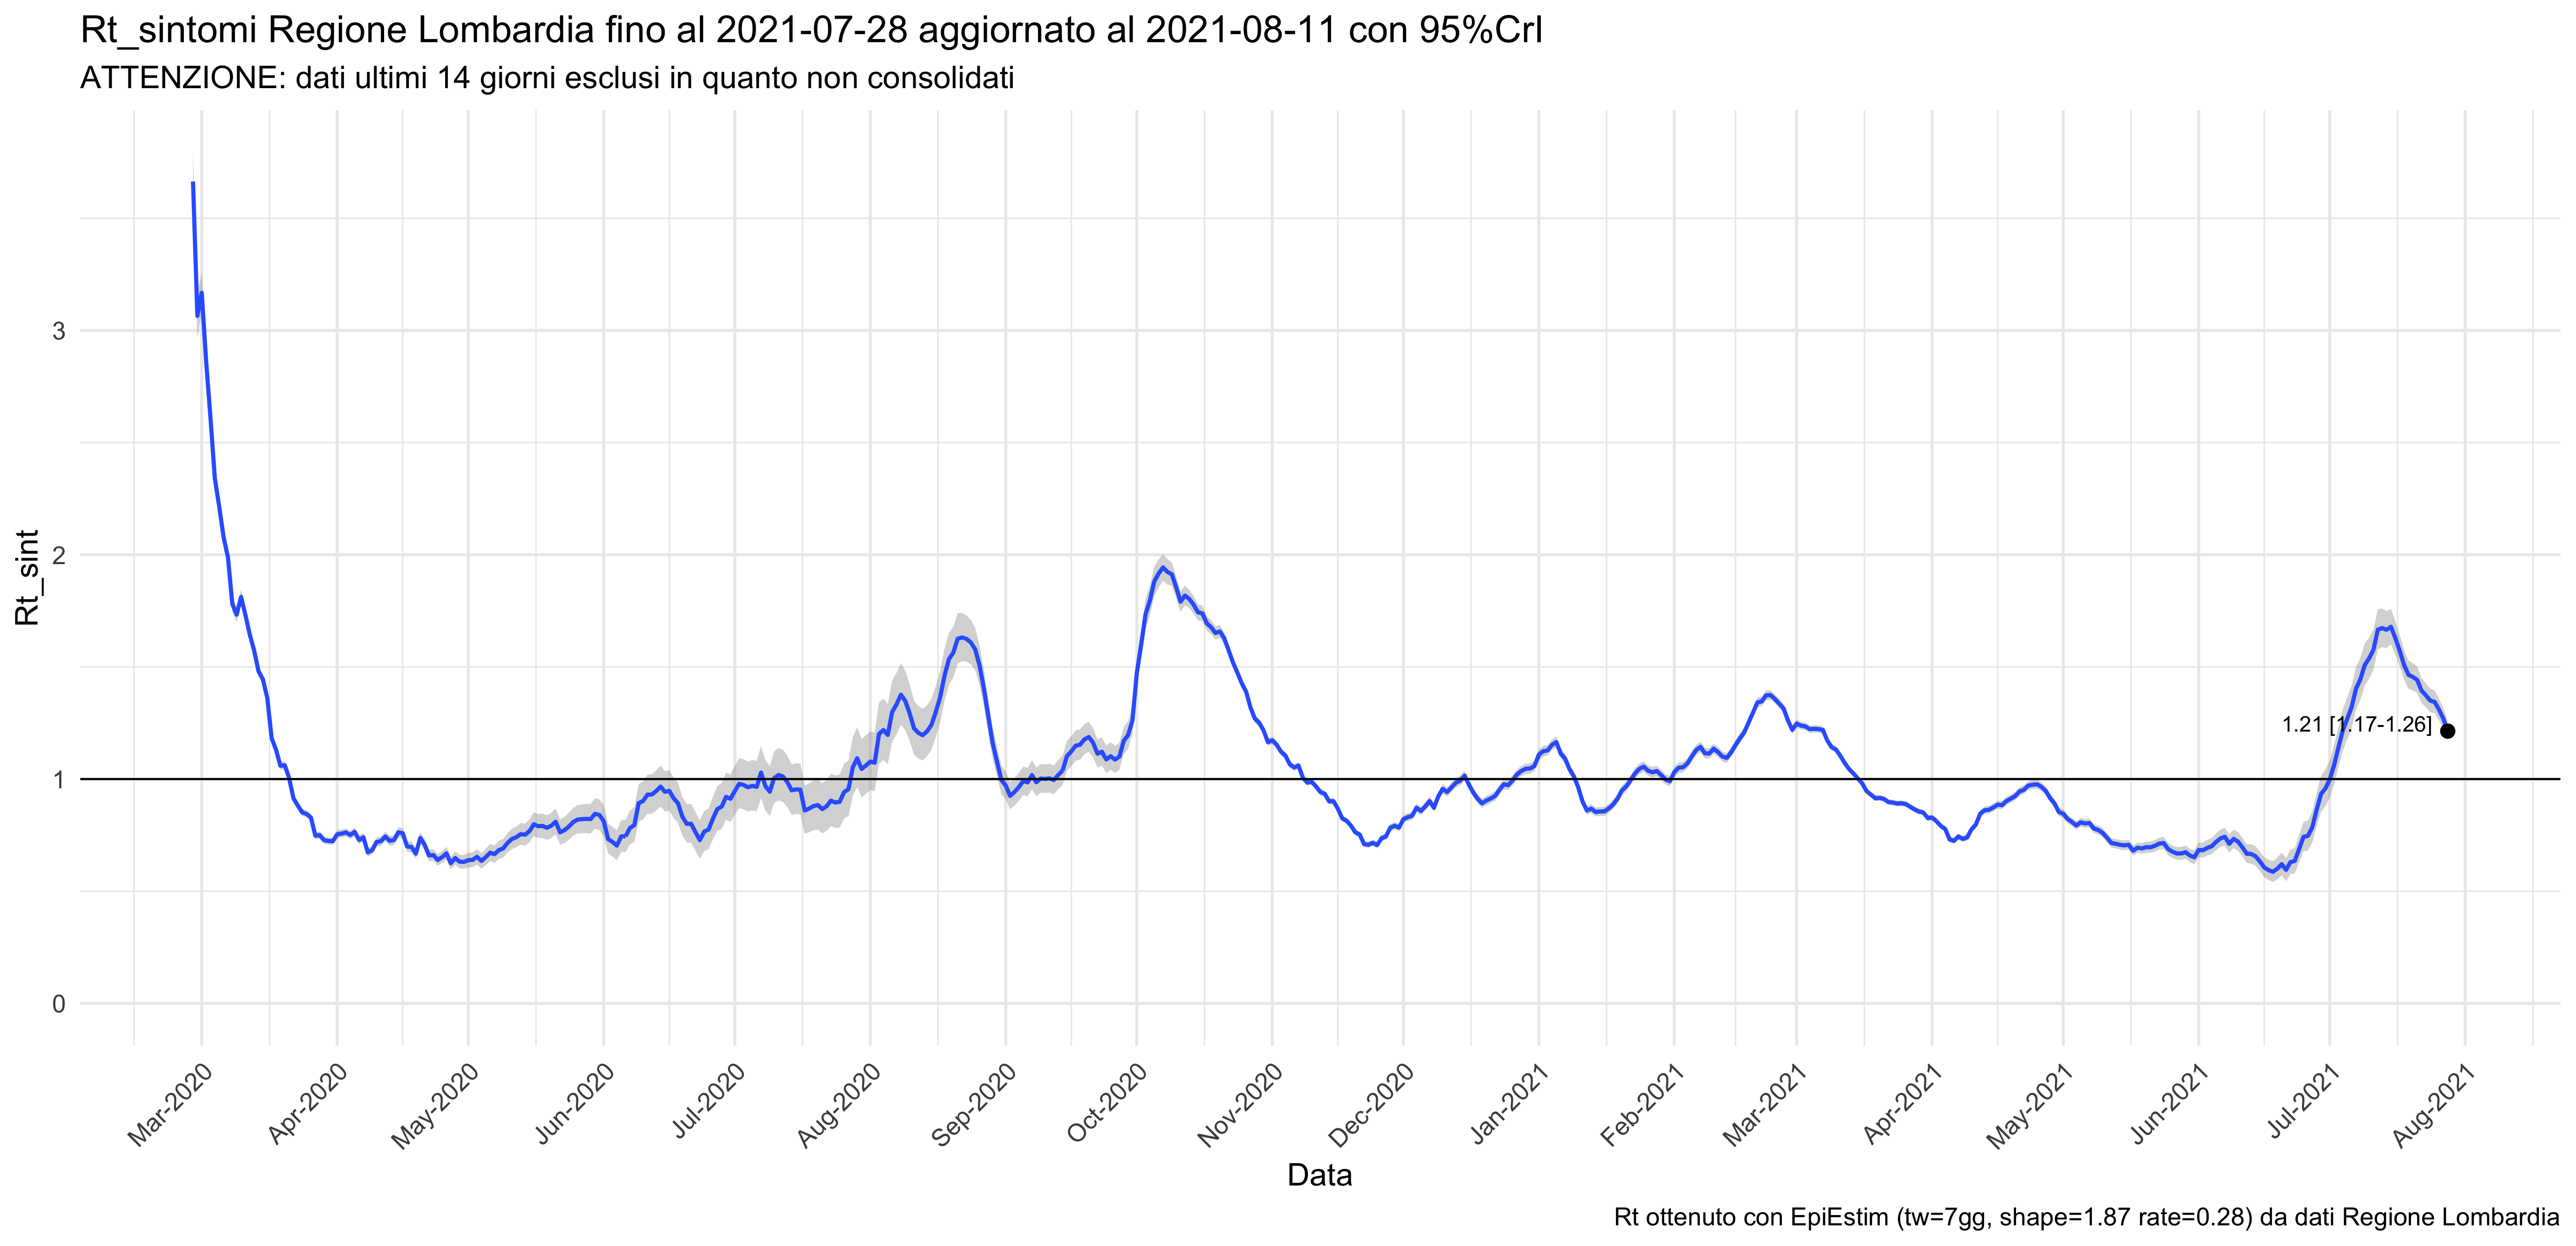 Rt_sintomi Regione Lombardia fino al 2021-07-28 aggiornato al 2021-08-11 con 95%CrI
ATTENZIONE: dati ultimi 14 giorni esclusi in quanto non consolidati
Rt_sint
3
2
1
0
1.21 [1.17-1.26]
Mar-2020
Apr-2020
May-2020
Jun-2020
Jul-2020
Aug-2020
Sep-2020
Oct-2020
Nov-2020
Dec-2020
Jan-2021
Feb-2021
Mar-2021
Apr-2021
May-2021
Jun-2021
Jul-2021
Aug-2021
Data
Rt ottenuto con EpiEstim (tw=7gg, shape=1.87 rate=0.28) da dati Regione Lombardia